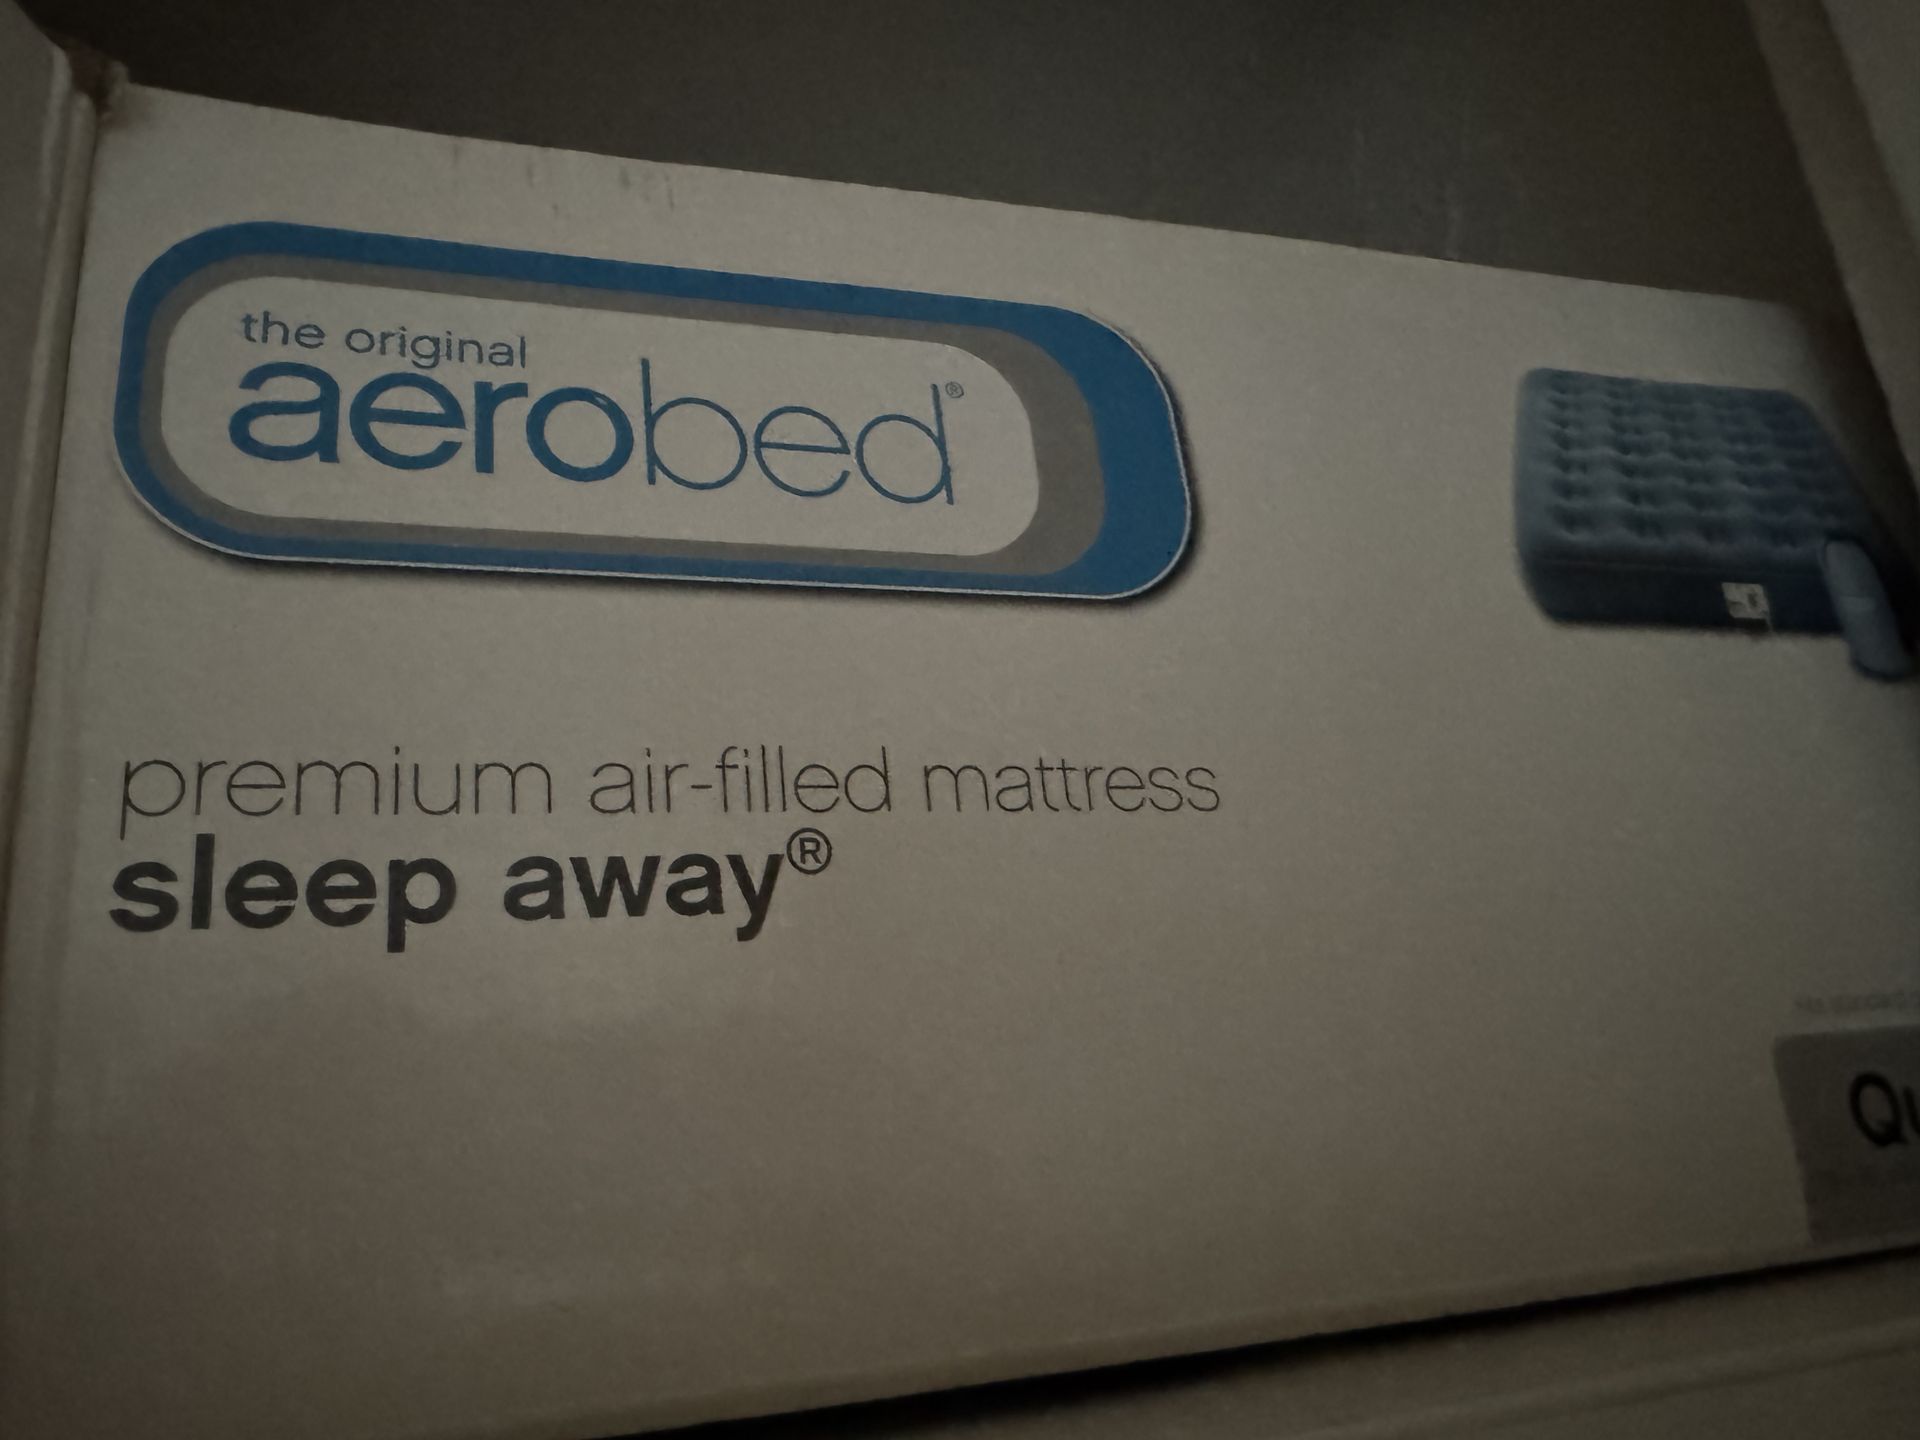 the original
aerobed®
premium air-filled mattress
sleep away®